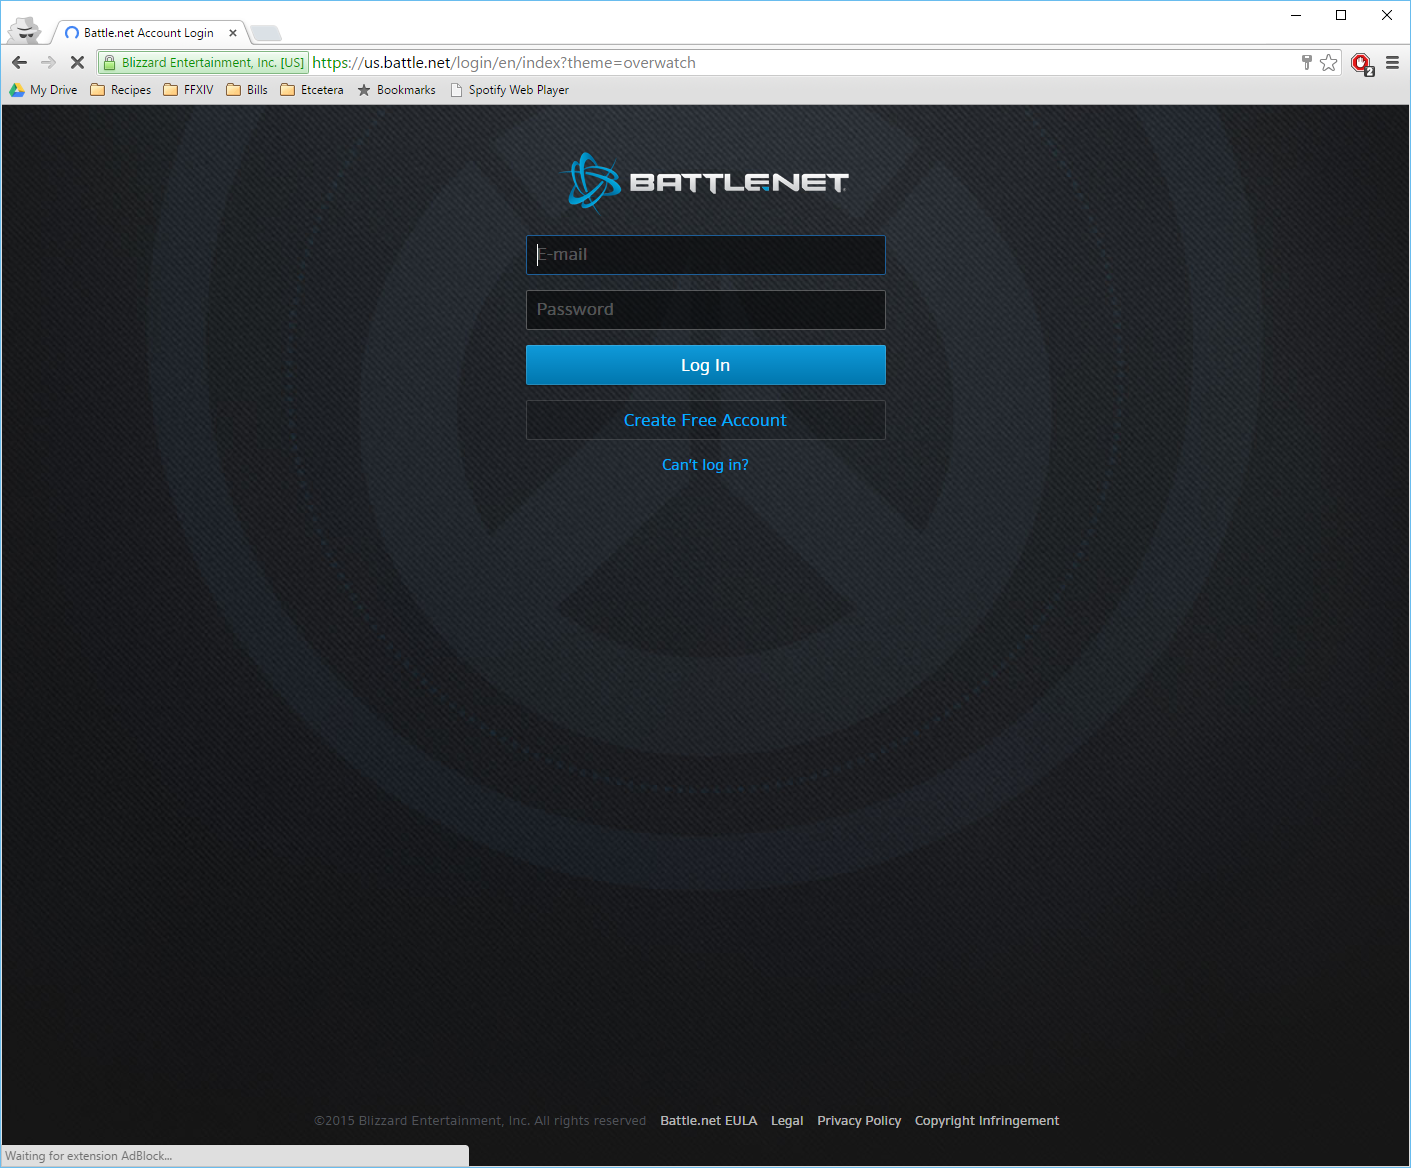 Battle.net Account Login
Blizzard Entertainment, Inc. [US] https://us.battle.net/login/en/index?theme=overwatch
2
My Drive Recipes FFXIV Bills Etcetera Bookmarks Spotify Web Player
BATTLE.NET
E-mail
Password
Log In
Create Free Account
Can't log in?
©2015 Blizzard Entertainment, Inc. All rights reserved Battle.net EULA Legal Privacy Policy Copyright Infringement
Waiting for extension AdBlock...